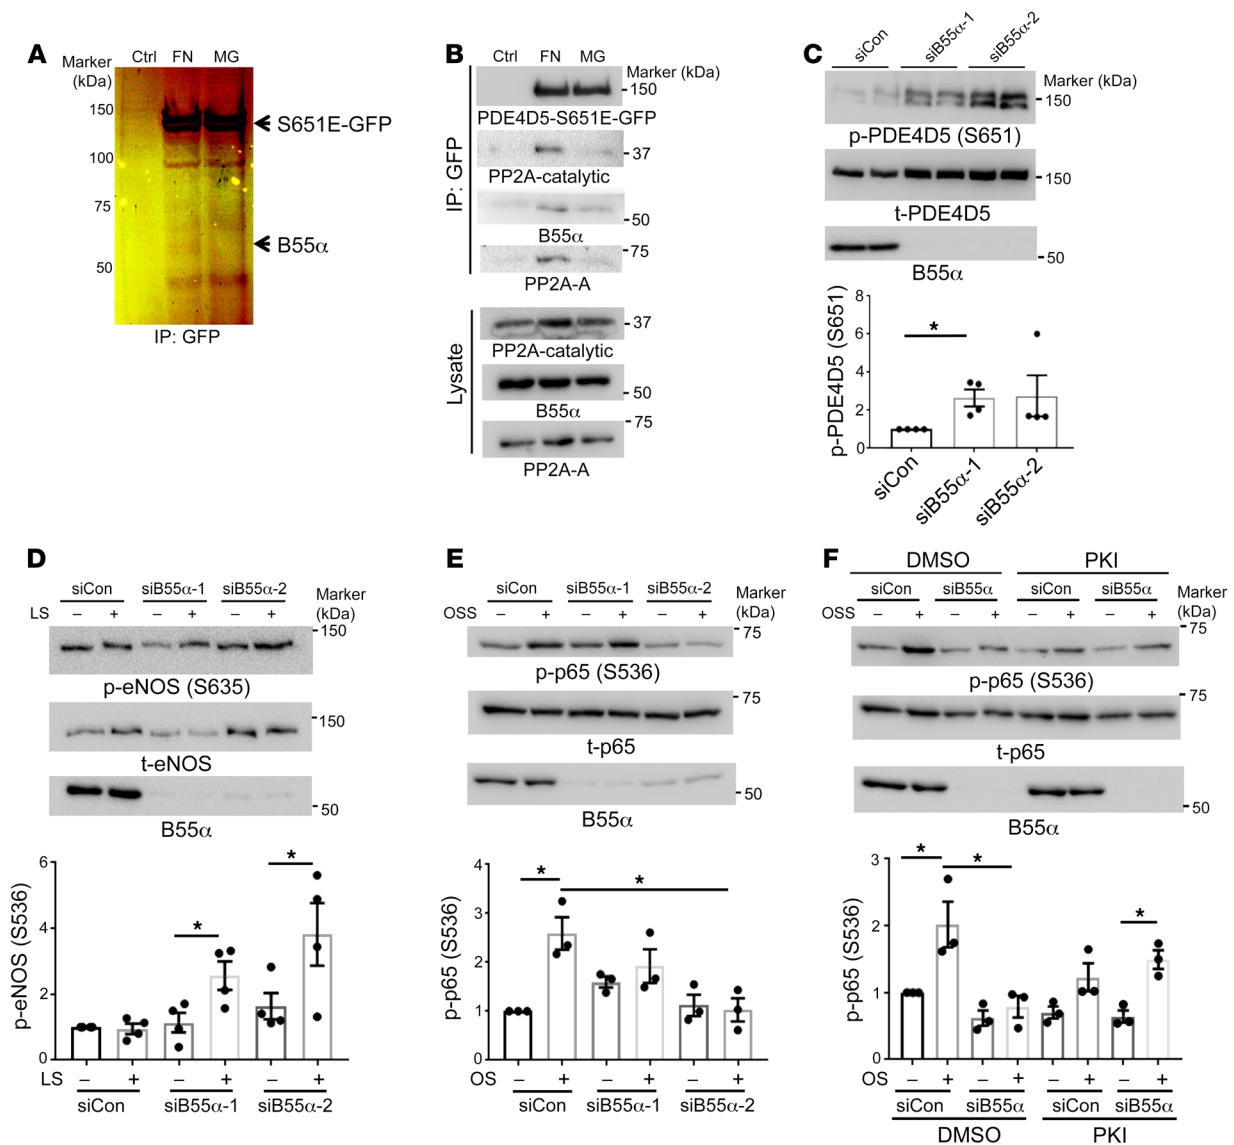 A
Marker
(kDa)
Ctrl FN MG
150
100
75
50
S651E-GFP
B55α
IP: GFP
B
Ctrl FN MG
Marker (kDa)
IP: GFP
150
PDE4D5-S651E-GFP
37
PP2A-catalytic
50
B55α
75
PP2A-A
Lysate
37
PP2A-catalytic
50
B55α
75
PP2A-A
C
siCon siB55α-1 siB55α-2
Marker (kDa)
150
p-PDE4D5 (S651)
150
t-PDE4D5
50
B55α
p-PDE4D5 (S651)
8
6
4
2
0
*
siCon siB55α-1 siB55α-2
D
siCon siB55α-1 siB55α-2
Marker
(kDa)
LS – + – + – +
150
p-eNOS (S635)
150
t-eNOS
50
B55α
p-eNOS (S536)
6
4
2
0
* *
LS – + – + – +
siCon siB55α-1 siB55α-2
E
siCon siB55α-1 siB55α-2
Marker
(kDa)
OSS – + – + – +
75
p-p65 (S536)
75
t-p65
50
B55α
p-p65 (S536)
4
3
2
1
0
* *
OS – + – + – +
siCon siB55α-1 siB55α-2
F
DMSO PKI
siCon siB55α siCon siB55α
Marker
(kDa)
OSS – + – + – + – +
75
p-p65 (S536)
75
t-p65
50
B55α
p-p65 (S536)
3
2
1
0
* * *
OS – + – + – + – +
siCon siB55α siCon siB55α
DMSO PKI